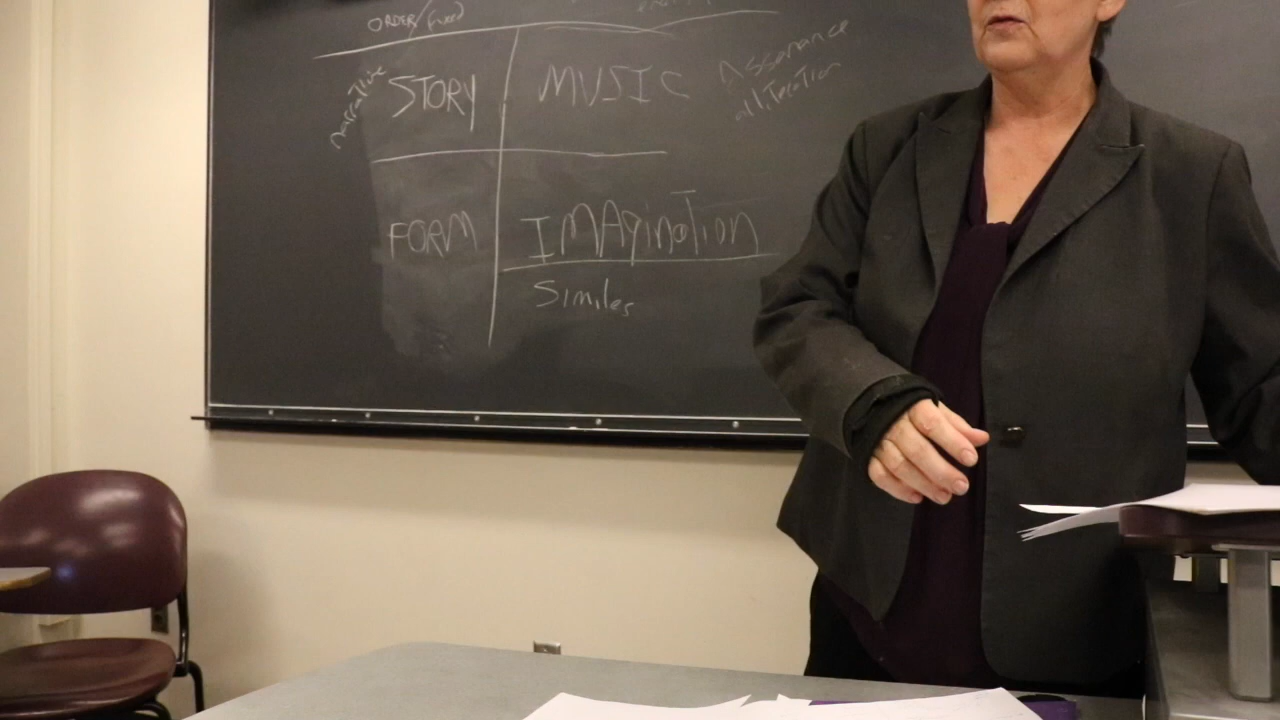 ORDER/Fixed
narrative
STORY
MUSIC
Assonance
alliteration
FORM
IMAgination
Similes